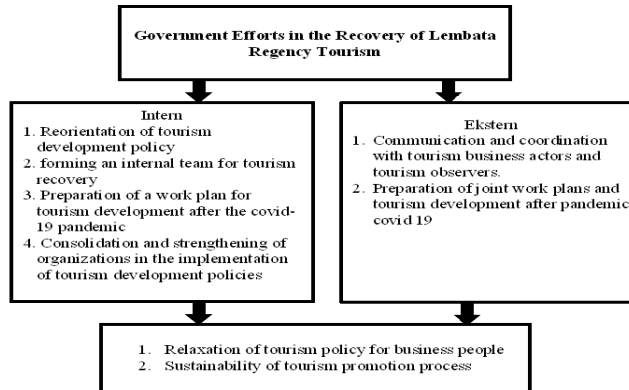 Government Efforts in the Recovery of Lembata
Regency Tourism
Intern
1. Reorientation of tourism
development policy
2. forming an internal team for tourism
recovery
3. Preparation of a work plan for
tourism development after the covid-
19 pandemic
4. Consolidation and strengthening of
organizations in the implementation
of tourism development policies
Ekstern
1. Communication and coordination
with tourism business actors and
tourism observers.
2. Preparation of joint work plans and
tourism development after pandemic
covid 19
1. Relaxation of tourism policy for business people
2. Sustainability of tourism promotion process